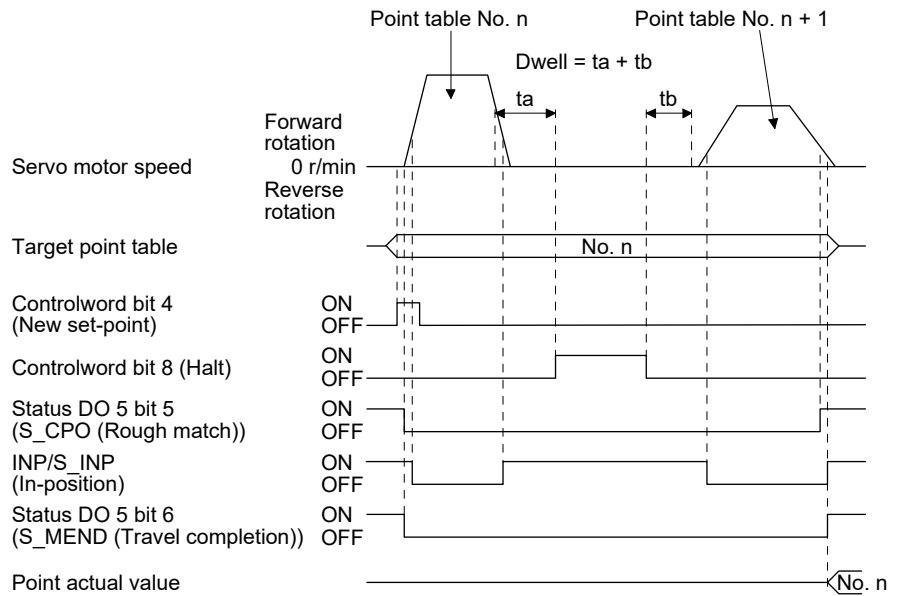 Point table No. n
Point table No. n + 1
Dwell = ta + tb
ta
tb
Forward
rotation
Servo motor speed
0 r/min
Reverse
rotation
Target point table
No. n
Controlword bit 4
(New set-point)
ON
OFF
Controlword bit 8 (Halt)
ON
OFF
Status DO 5 bit 5
(S_CPO (Rough match))
ON
OFF
INP/S_INP
(In-position)
ON
OFF
Status DO 5 bit 6
(S_MEND (Travel completion))
ON
OFF
Point actual value
No. n